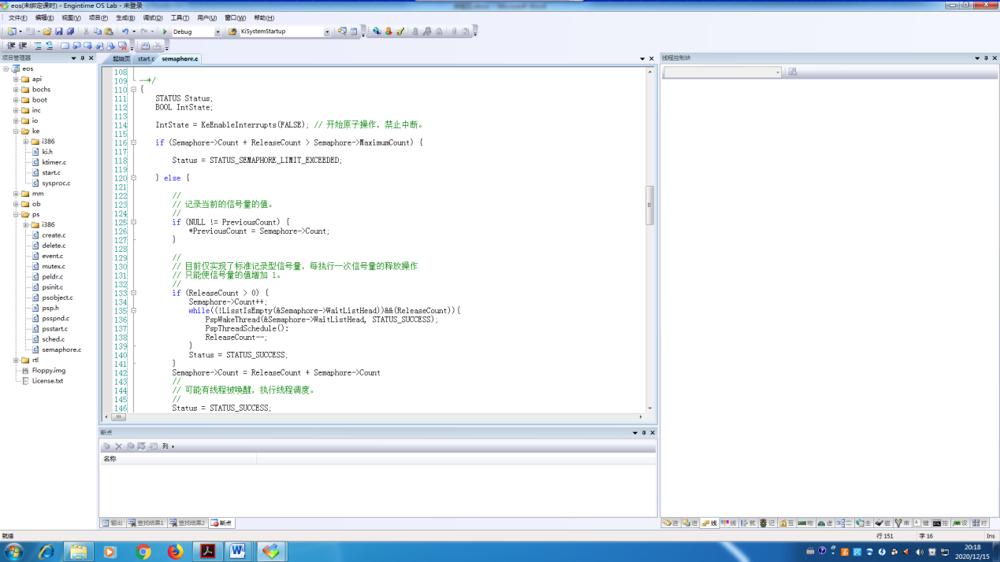 eos(未绑定课时) - Engintime OS Lab - 未登录
文件(F) 编辑(E) 视图(V) 项目(P) 生成(B) 调试(D) 工具(T) 用户(U) 窗口(W) 帮助(H)
Debug KiSystemStartup
项目管理器
起始页 start.c semaphore.c
线程控制块
eos
api
bochs
boot
inc
io
ke
i386
ki.h
ktimer.c
start.c
sysproc.c
mm
ob
ps
i386
create.c
delete.c
event.c
mutex.c
peldr.c
psinit.c
psobject.c
psp.h
psspnd.c
psstart.c
sched.c
semaphore.c
rtl
Floppy.img
License.txt
108
109 --*/
110 {
111 STATUS Status;
112 BOOL IntState;
113
114 IntState = KeEnableInterrupts(FALSE); // 开始原子操作，禁止中断。
115
116 if (Semaphore->Count + ReleaseCount > Semaphore->MaximumCount) {
117
118 Status = STATUS_SEMAPHORE_LIMIT_EXCEEDED;
119
120 } else {
121
122 //
123 // 记录当前的信号量的值。
124 //
125 if (NULL != PreviousCount) {
126 *PreviousCount = Semaphore->Count;
127 }
128
129 //
130 // 目前仅实现了标准记录型信号量，每执行一次信号量的释放操作
131 // 只能使信号量的值增加 1。
132 //
133 if (ReleaseCount > 0) {
134 Semaphore->Count++;
135 while((!LisstIsEmpty(&Semaphore->WaitListHead))&&(ReleaseCount)){
136 PspWakeThread(&Semaphore->WaitListHead, STATUS_SUCCESS);
137 PspThreadSchedule():
138 ReleaseCount--;
139 }
140 Status = STATUS_SUCCESS;
141 }
142 Semaphore->Count = ReleaseCount + Semaphore->Count
143 //
144 // 可能有线程被唤醒，执行线程调度。
145 //
146 Status = STATUS_SUCCESS;
断点
列
名称
输出 查找结果1 查找结果2 断点
就绪
行 151 字 16 Ins
20:18
2020/12/15